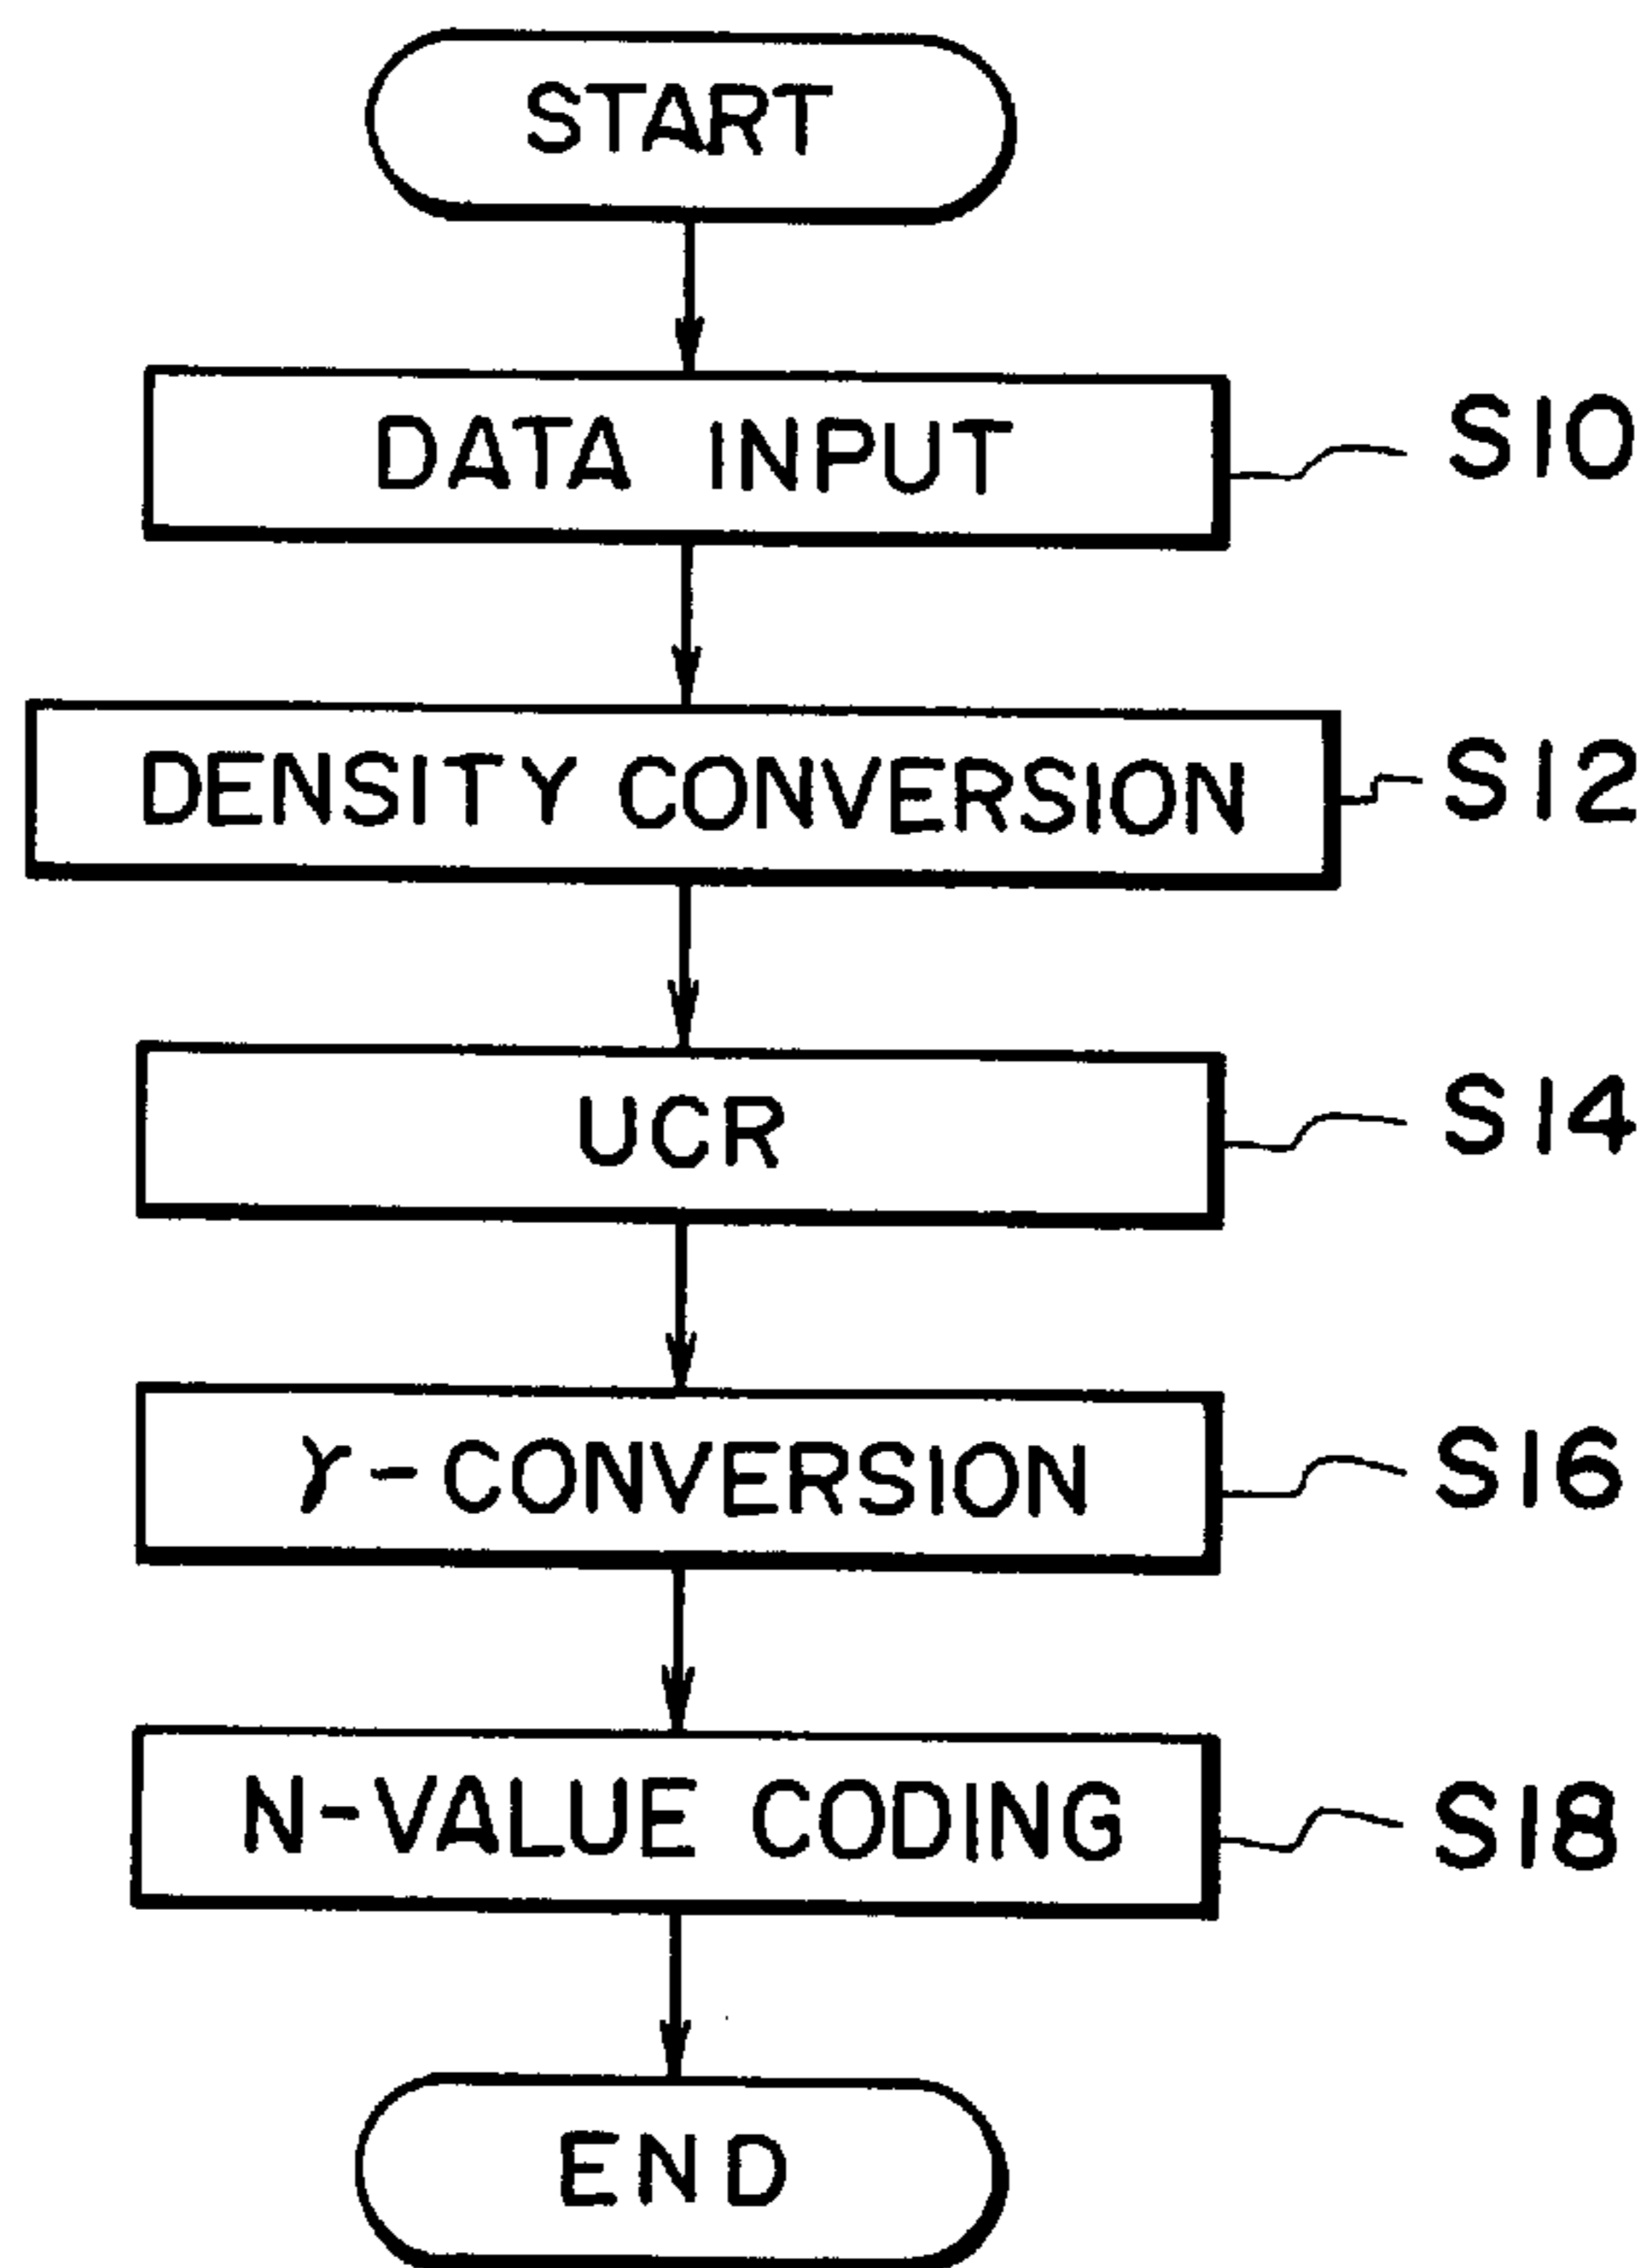 START
DATA INPUT S10
DENSITY CONVERSION S12
UCR S14
γ-CONVERSION S16
N-VALUE CODING S18
END